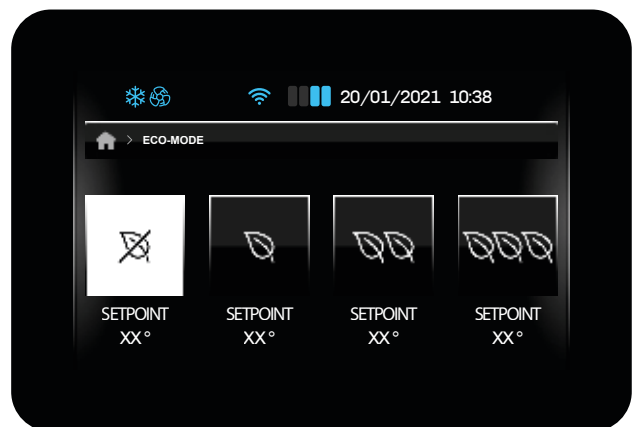 20/01/2021 10:38
> ECO-MODE
SETPOINT SETPOINT SETPOINT SETPOINT
XX° XX° XX° XX°